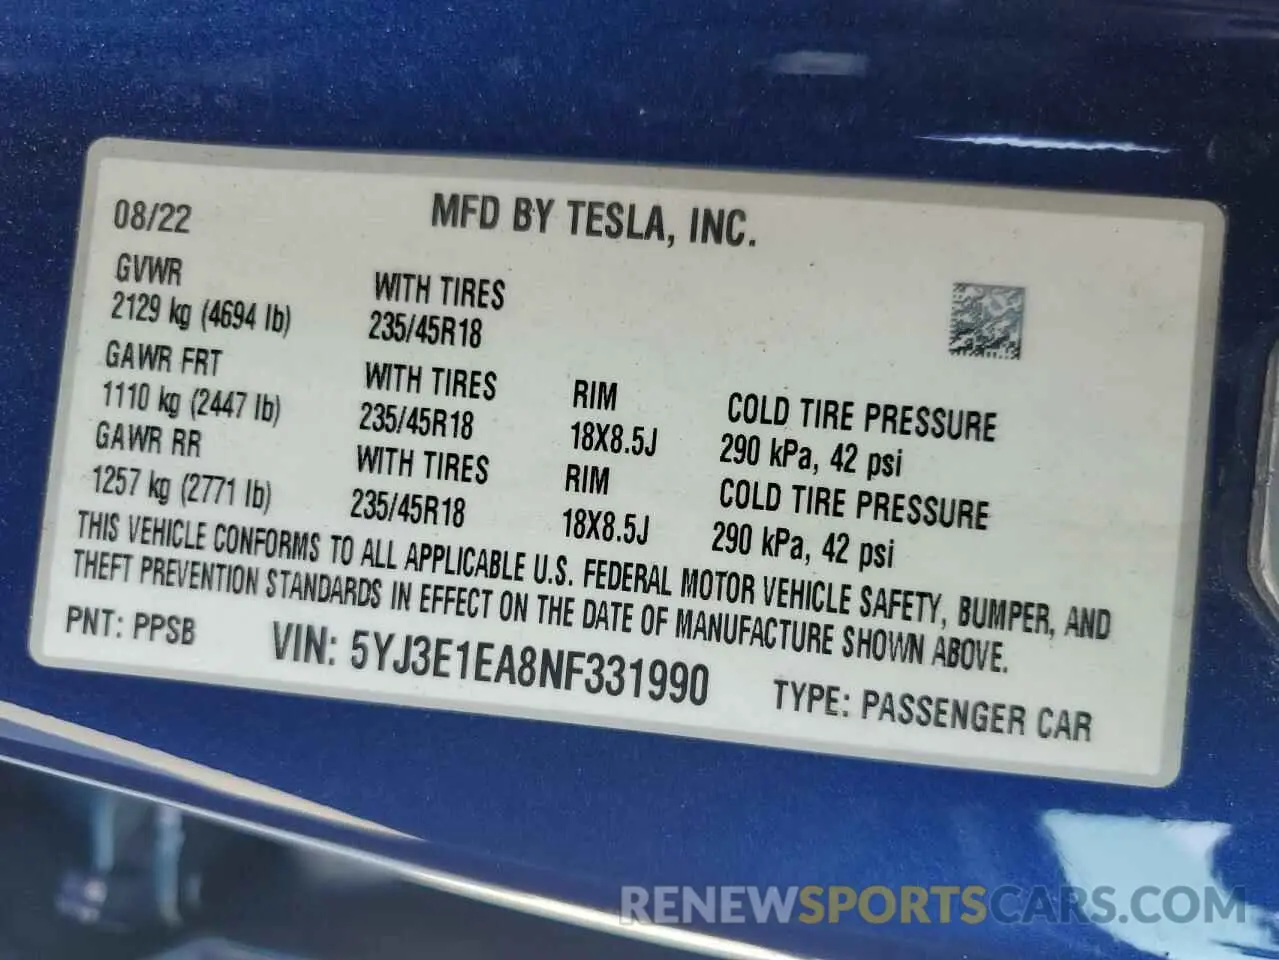 08/22 MFD BY TESLA, INC.
GVWR
2129 kg (4694 lb) WITH TIRES
235/45R18
GAWR FRT
1110 kg (2447 lb) WITH TIRES RIM COLD TIRE PRESSURE
235/45R18 18X8.5J 290 kPa, 42 psi
GAWR RR
1257 kg (2771 lb) WITH TIRES RIM COLD TIRE PRESSURE
235/45R18 18X8.5J 290 kPa, 42 psi
THIS VEHICLE CONFORMS TO ALL APPLICABLE U.S. FEDERAL MOTOR VEHICLE SAFETY, BUMPER, AND
THEFT PREVENTION STANDARDS IN EFFECT ON THE DATE OF MANUFACTURE SHOWN ABOVE.
PNT: PPSB VIN: 5YJ3E1EA8NF331990 TYPE: PASSENGER CAR
RENEWSPORTSCARS.COM